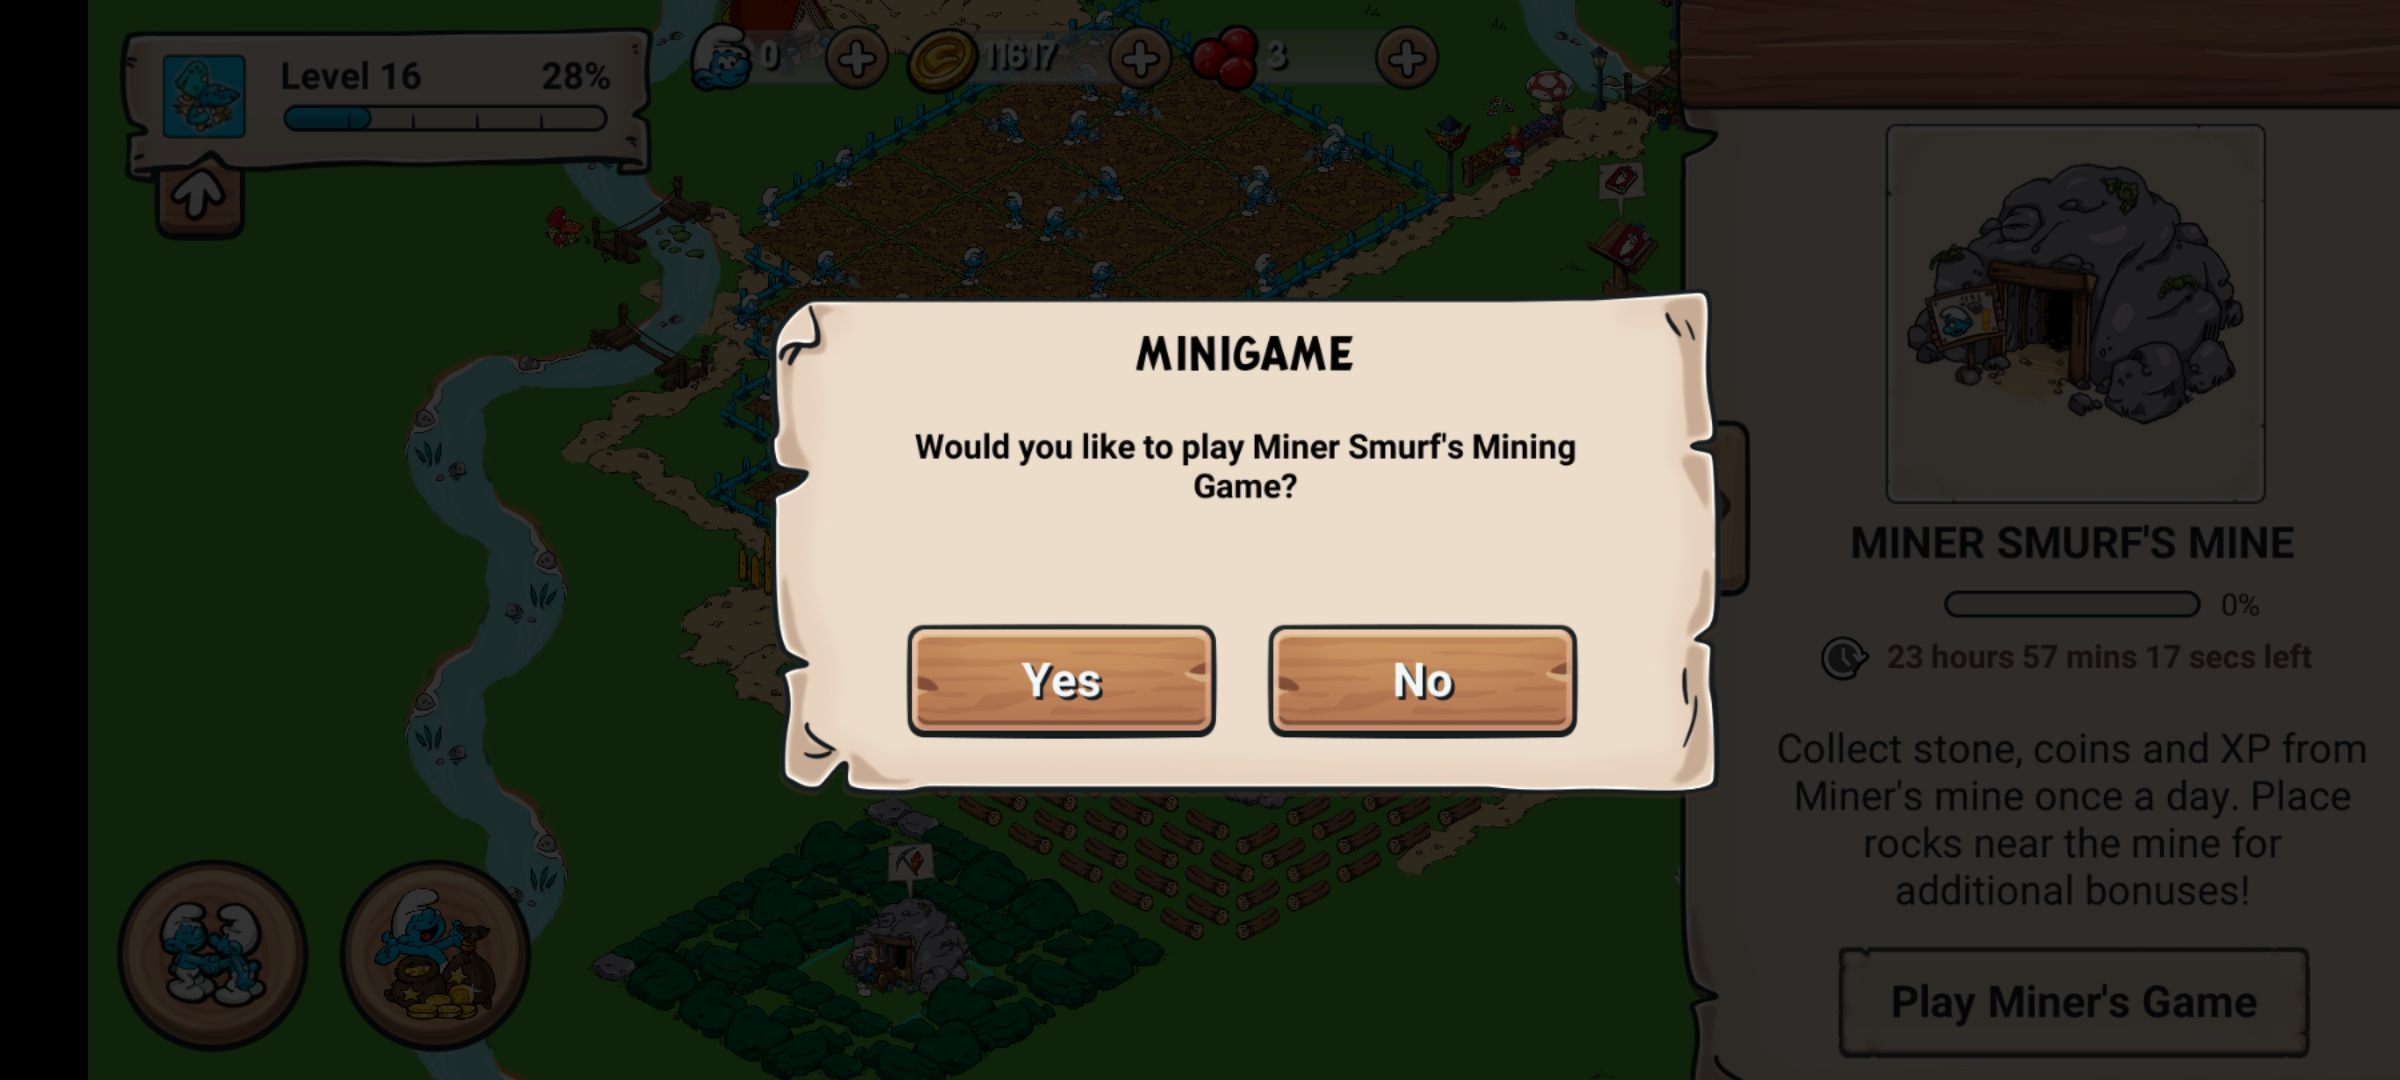 Level 16
28%
0
11617
3
MINIGAME
Would you like to play Miner Smurf's Mining
Game?
Yes
No
MINER SMURF'S MINE
0%
23 hours 57 mins 17 secs left
Collect stone, coins and XP from
Miner's mine once a day. Place
rocks near the mine for
additional bonuses!
Play Miner's Game